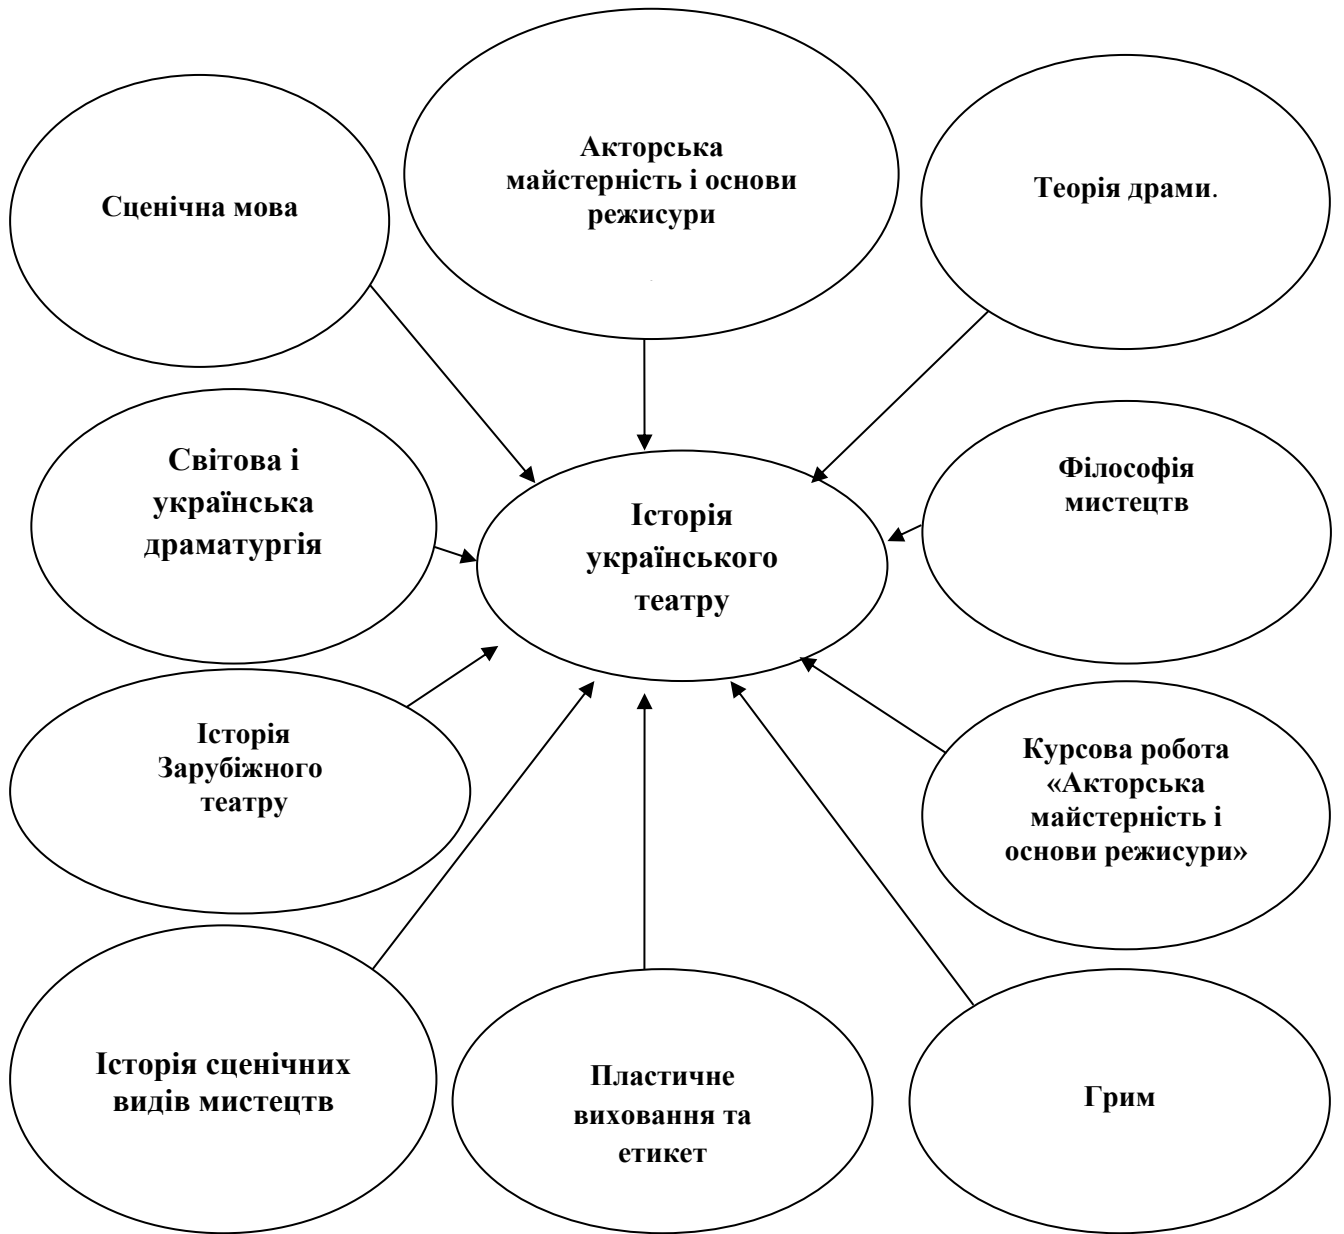 Сценічна мова
Акторська
майстерність і основи
режисури
Теорія драми.
Світова і
українська
драматургія
Історія
українського
театру
Філософія
мистецтв
Історія
Зарубіжного
театру
Курсова робота
«Акторська
майстерність і
основи режисури»
Історія сценічних
видів мистецтв
Пластичне
виховання та
етикет
Грим